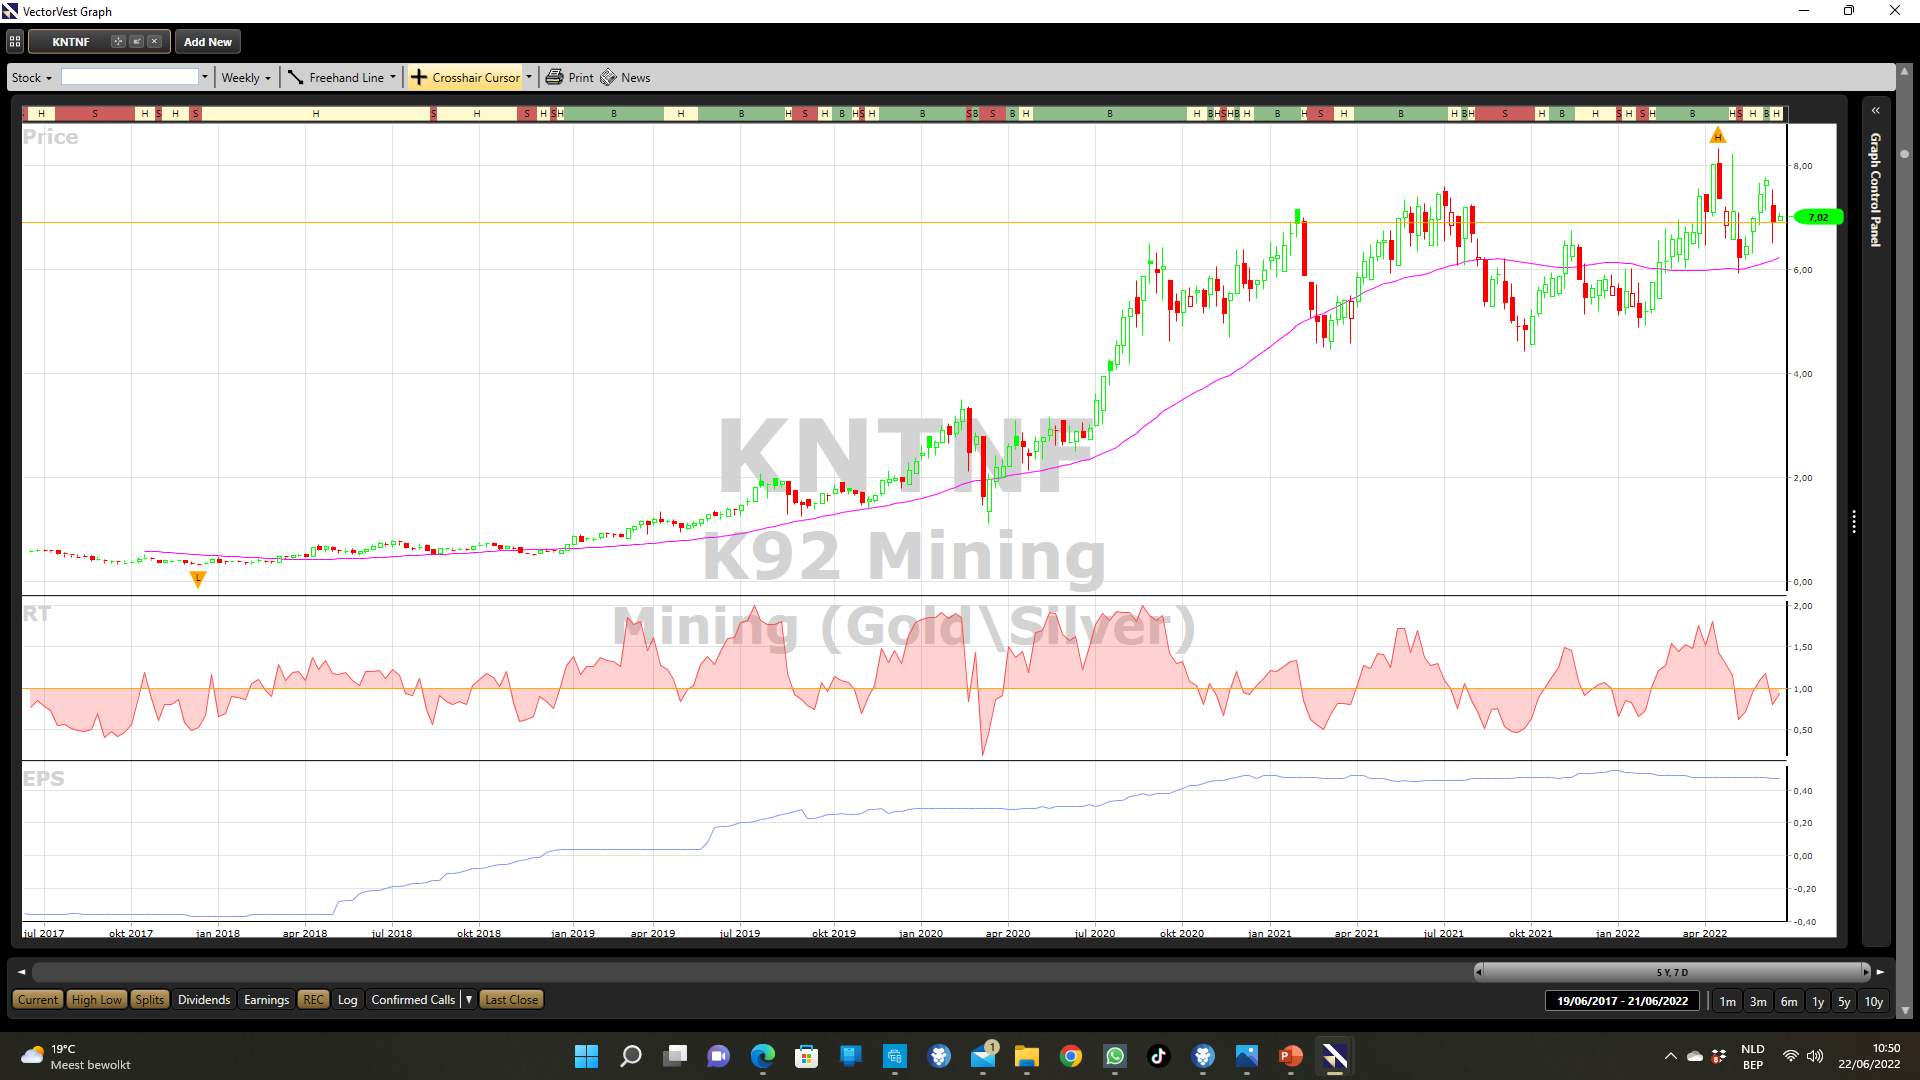 VectorVest Graph
KNTNF Add New
Stock Weekly Freehand Line Crosshair Cursor Print News
H S H S H S H S H S H S H B H B H S H B H S H B S B S B H B H B H S H B H B H S H B H B H S H B H S H S H B H S H B H
Price
H
8,00
7,02
6,00
4,00
2,00
0,00
L
KNTNF
K92 Mining
Mining (Gold\Silver)
Graph Control Panel
RT
2,00
1,50
1,00
0,50
EPS
0,40
0,20
0,00
-0,20
-0,40
jul 2017 okt 2017 jan 2018 apr 2018 jul 2018 okt 2018 jan 2019 apr 2019 jul 2019 okt 2019 jan 2020 apr 2020 jul 2020 okt 2020 jan 2021 apr 2021 jul 2021 okt 2021 jan 2022 apr 2022
5 Y, 7 D
Current High Low Splits Dividends Earnings REC Log Confirmed Calls Last Close 19/06/2017 - 21/06/2022 1m 3m 6m 1y 5y 10y
19°C
Meest bewolkt
1
NLD
BEP
10:50
22/06/2022